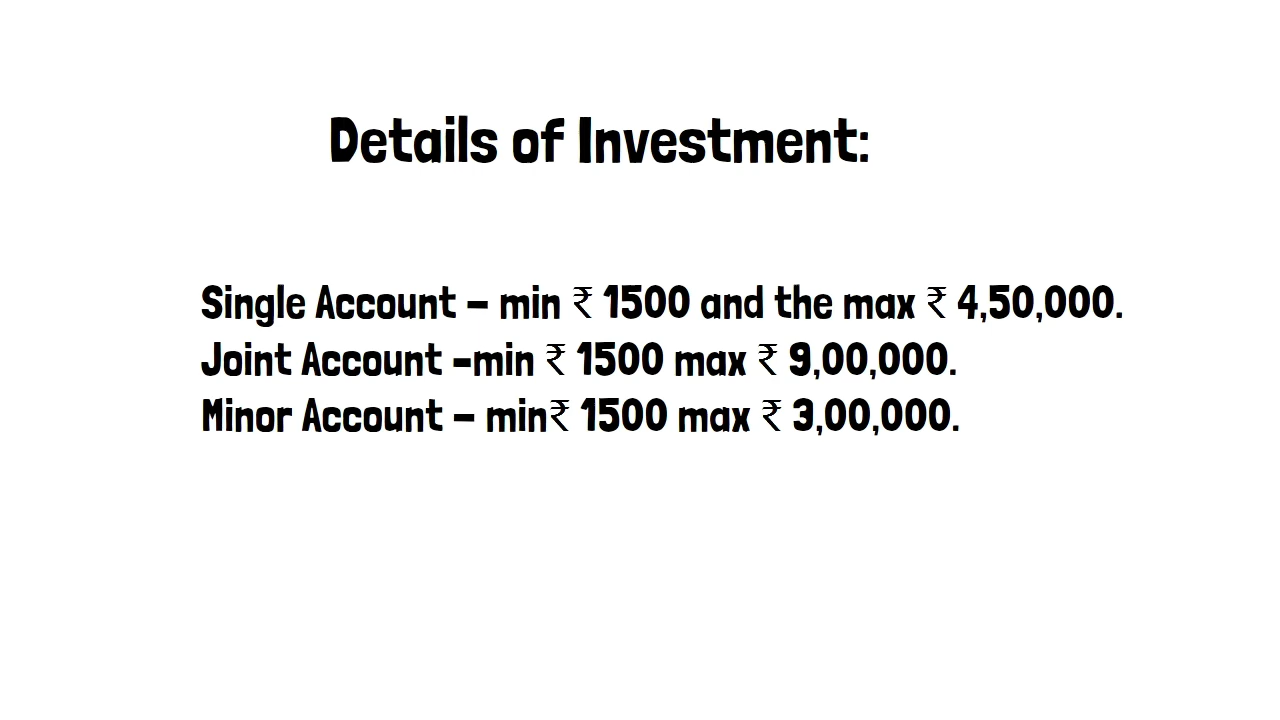 Details of Investment:
Single Account – min ₹ 1500 and the max ₹ 4,50,000.
Joint Account –min ₹ 1500 max ₹ 9,00,000.
Minor Account – min₹ 1500 max ₹ 3,00,000.